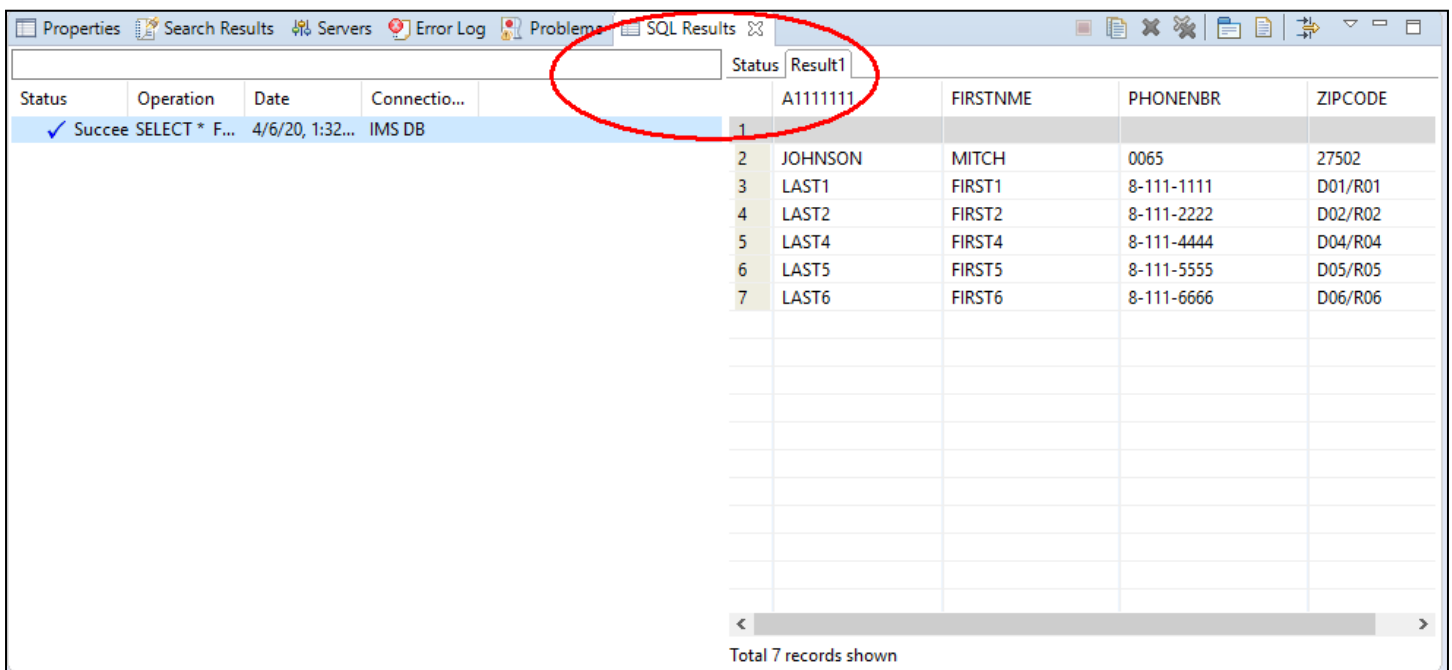 Properties Search Results Servers Error Log Problems SQL Results
Status Result1
Status Operation Date Connectio...
A1111111 FIRSTNME PHONENBR ZIPCODE
Succee SELECT * F... 4/6/20, 1:32... IMS DB
1
2 JOHNSON MITCH 0065 27502
3 LAST1 FIRST1 8-111-1111 D01/R01
4 LAST2 FIRST2 8-111-2222 D02/R02
5 LAST4 FIRST4 8-111-4444 D04/R04
6 LAST5 FIRST5 8-111-5555 D05/R05
7 LAST6 FIRST6 8-111-6666 D06/R06
Total 7 records shown